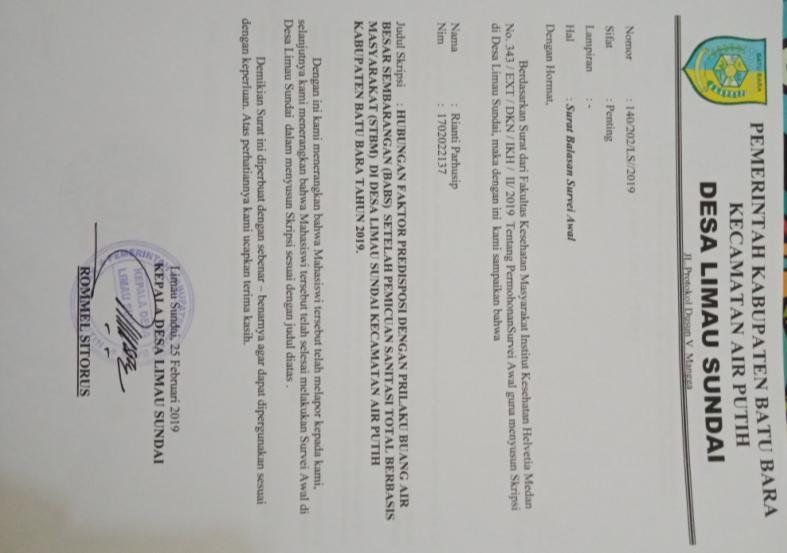 PEMERINTAH KABUPATEN BATU BARA
KECAMATAN AIR PUTIH
DESA LIMAU SUNDAI
Jl. Protokol Dusun V Mangga
BATU BARA
Nomor : 140/202/LS//2019
Sifat : Penting
Lampiran : -
Hal : Surat Balasan Survei Awal
Dengan Hormat,
Berdasarkan Surat dari Fakultas Kesehatan Masyarakat Institut Kesehatan Helvetia Medan
No. 343 / EXT / DKN / IKH / II/ 2019 Tentang PermohonanSurvei Awal guna menyusun Skripsi
di Desa Limau Sundai, maka dengan ini kami sampaikan bahwa
Nama : Rianti Parhusip
Nim : 1702022137
Judul Skripsi : HUBUNGAN FAKTOR PREDISPOSI DENGAN PRILAKU BUANG AIR
BESAR SEMBARANGAN (BABS) SETELAH PEMICUAN SANITASI TOTAL BERBASIS
MASYARAKAT (STBM) DI DESA LIMAU SUNDAI KECAMATAN AIR PUTIH
KABUPATEN BATU BARA TAHUN 2019.
Dengan ini kami menerangkan bahwa Mahasiswi tersebut telah melapor kepada kami,
selanjutnya kami menerangkan bahwa Mahasiswi tersebut telah selesai melakukan Survei Awal di
Desa Limau Sundai dalam menyusun Skripsi sesuai dengan judul diatas .
Demikian Surat ini diperbuat dengan sebenar – benarnya agar dapat dipergunakan sesuai
dengan keperluan. Atas perhatiannya kami ucapkan terima kasih.
Limau Sundai, 25 Februari 2019
KEPALA DESA LIMAU SUNDAI
ROMMEL SITORUS